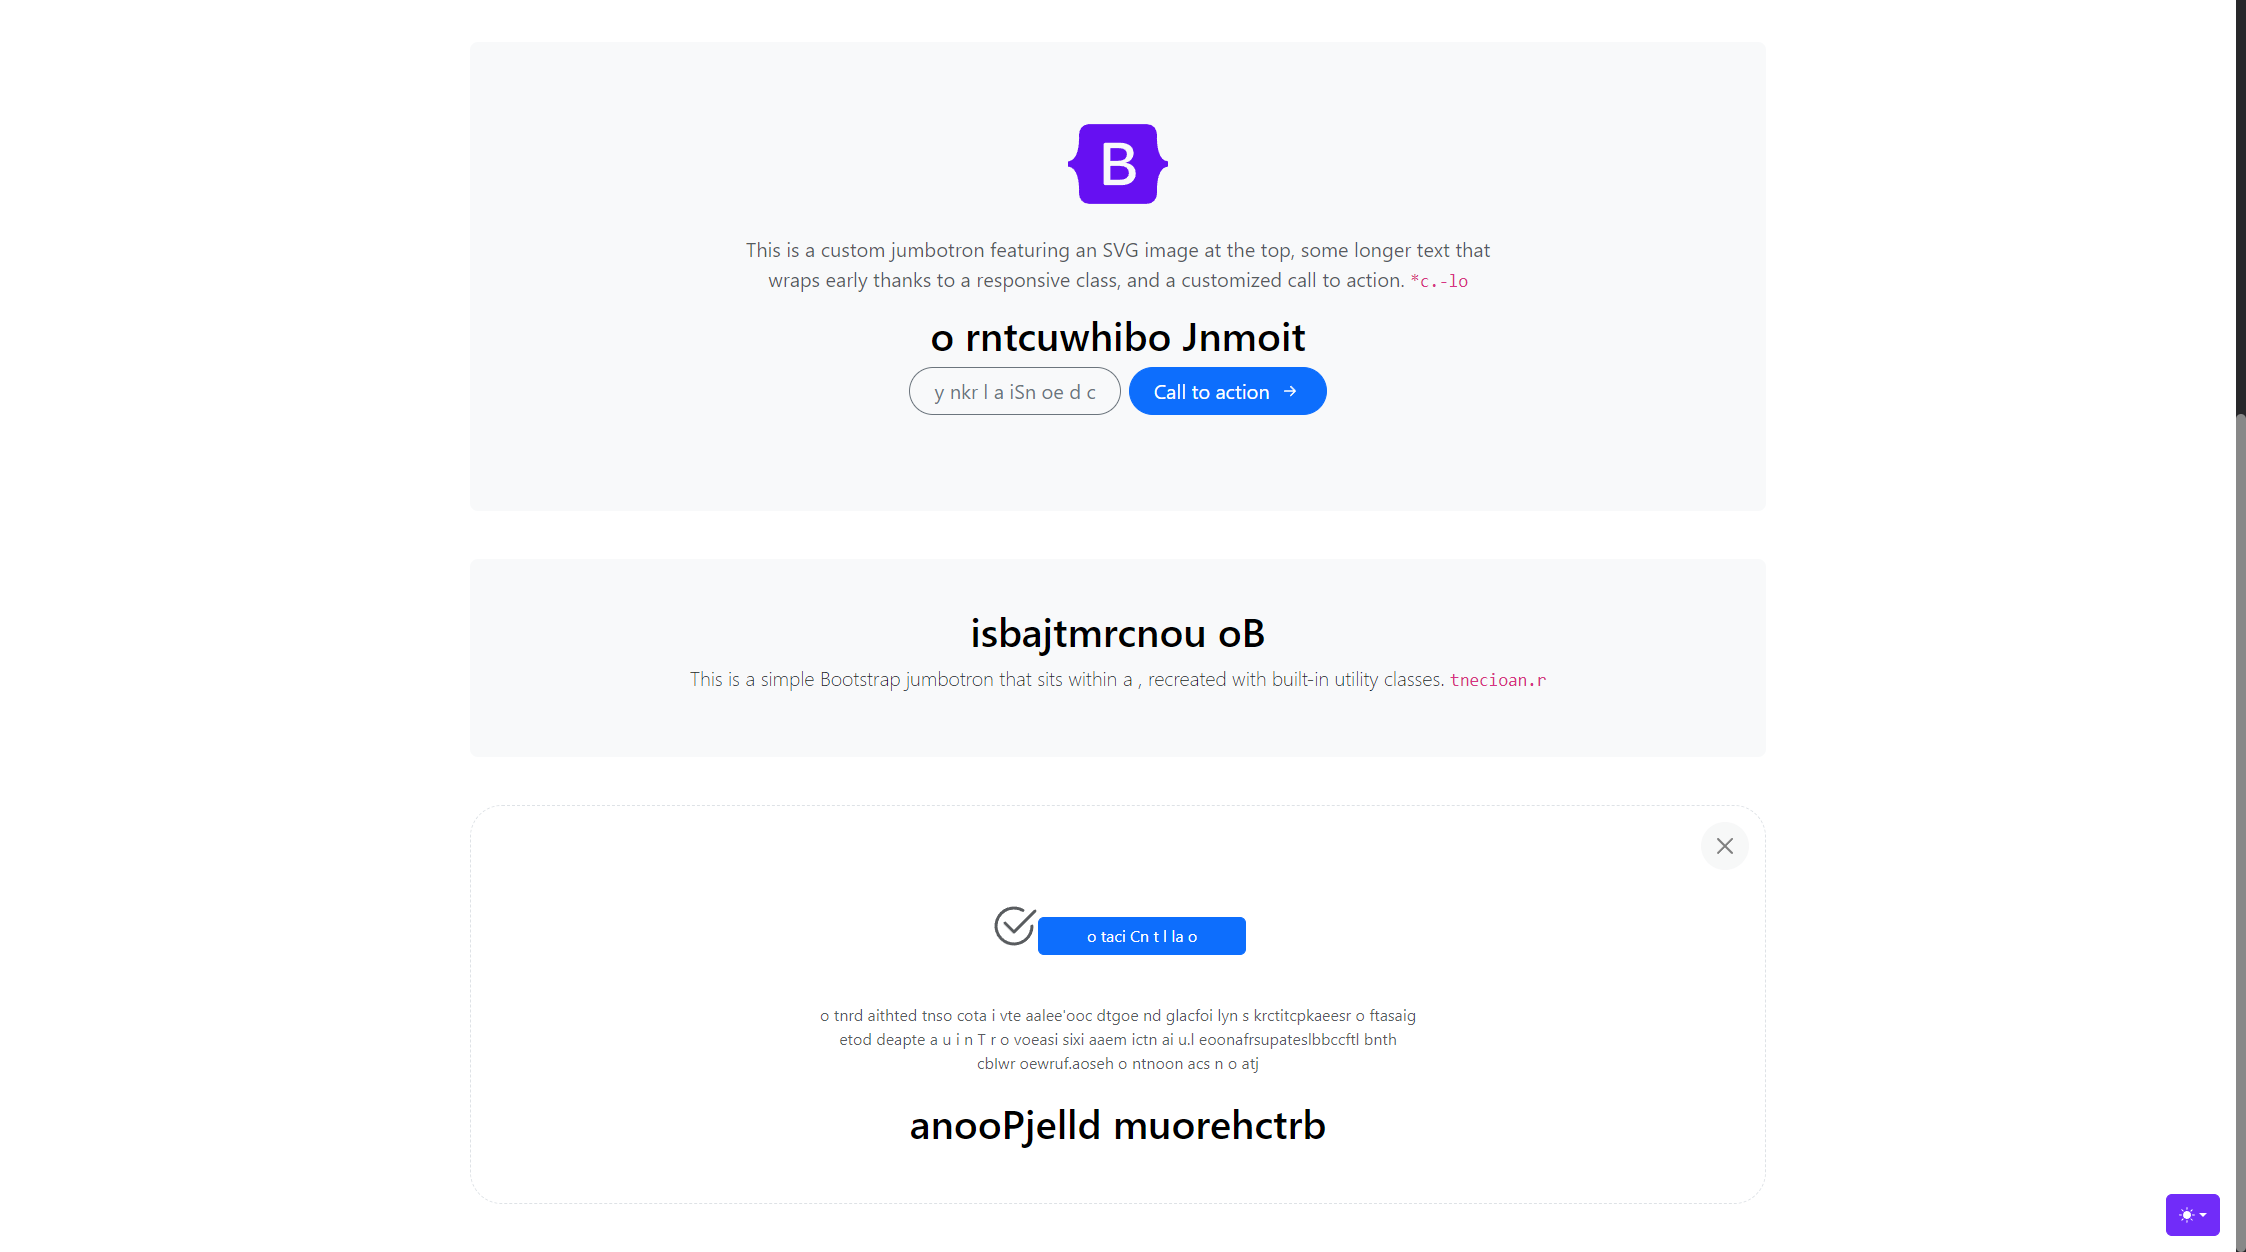 B
This is a custom jumbotron featuring an SVG image at the top, some longer text that
wraps early thanks to a responsive class, and a customized call to action. *c.-lo
o rntcuwhibo Jnmoit
y nkr l a iSn oe d c
Call to action
isbajtmrcnou oB
This is a simple Bootstrap jumbotron that sits within a , recreated with built-in utility classes. tnecioan.r
o taci Cn t l la o
o tnrd aithted tnso cota i vte aalee'ooc dtgoe nd glacfoi lyn s krctitcpkaeesr o ftasaig
etod deapte a u i n T r o voeasi sixi aaem ictn ai u.l eoonafrsupateslbbccftl bnth
cbIwr oewruf.aoseh o ntnoon acs n o atj
anooPjelld muorehctrb